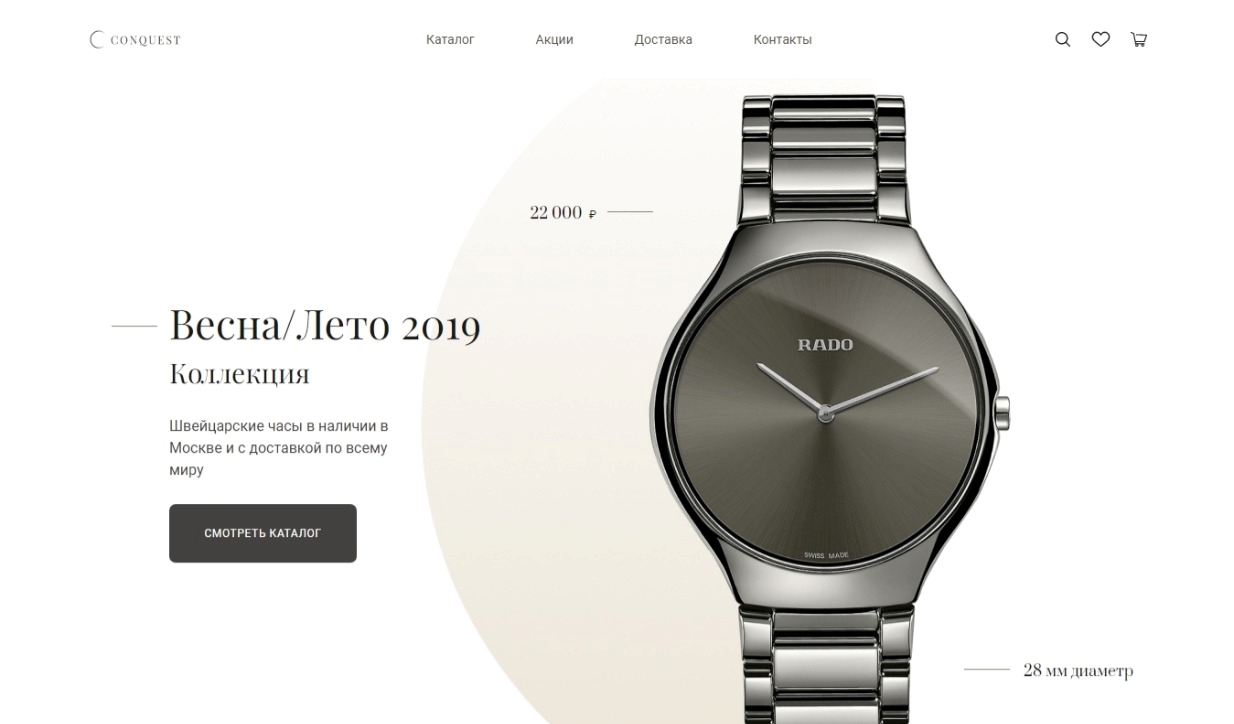 CONQUEST
Каталог
Акции
Доставка
Контакты
22 000 ₽
Весна/Лето 2019
Коллекция
Швейцарские часы в наличии в
Москве и с доставкой по всему
миру
СМОТРЕТЬ КАТАЛОГ
RADO
SWISS MADE
28 мм диаметр